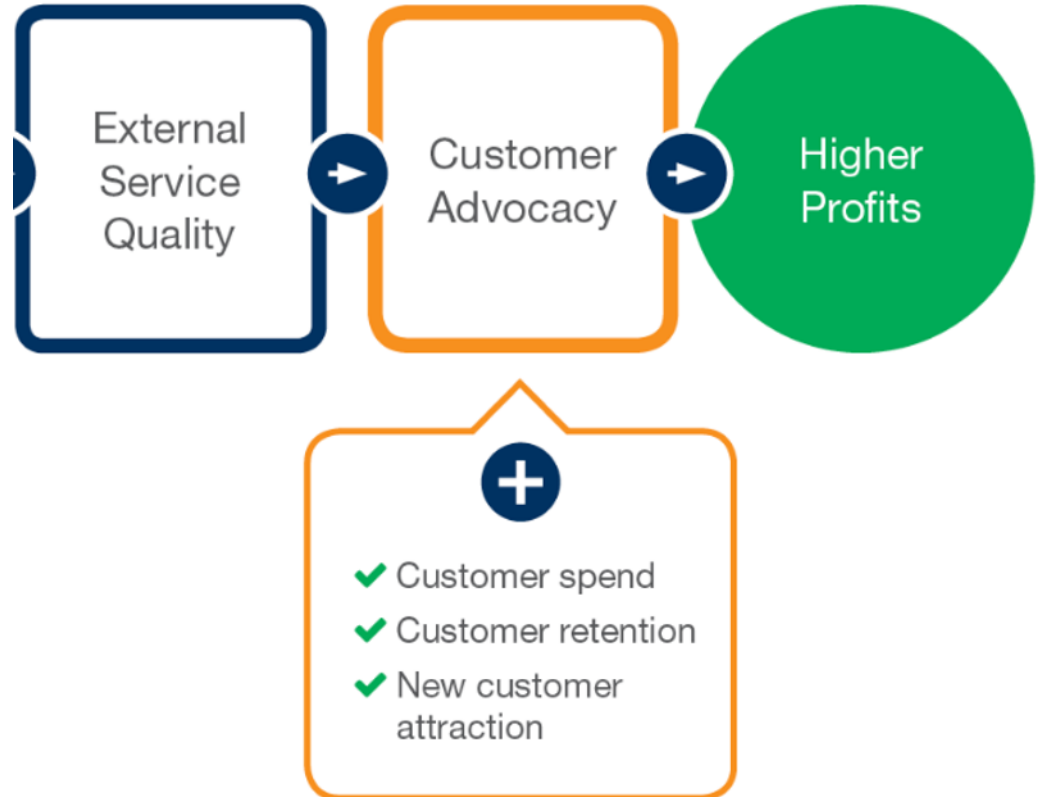 External
Service
Quality
Customer
Advocacy
Higher
Profits
Customer spend
Customer retention
New customer
attraction